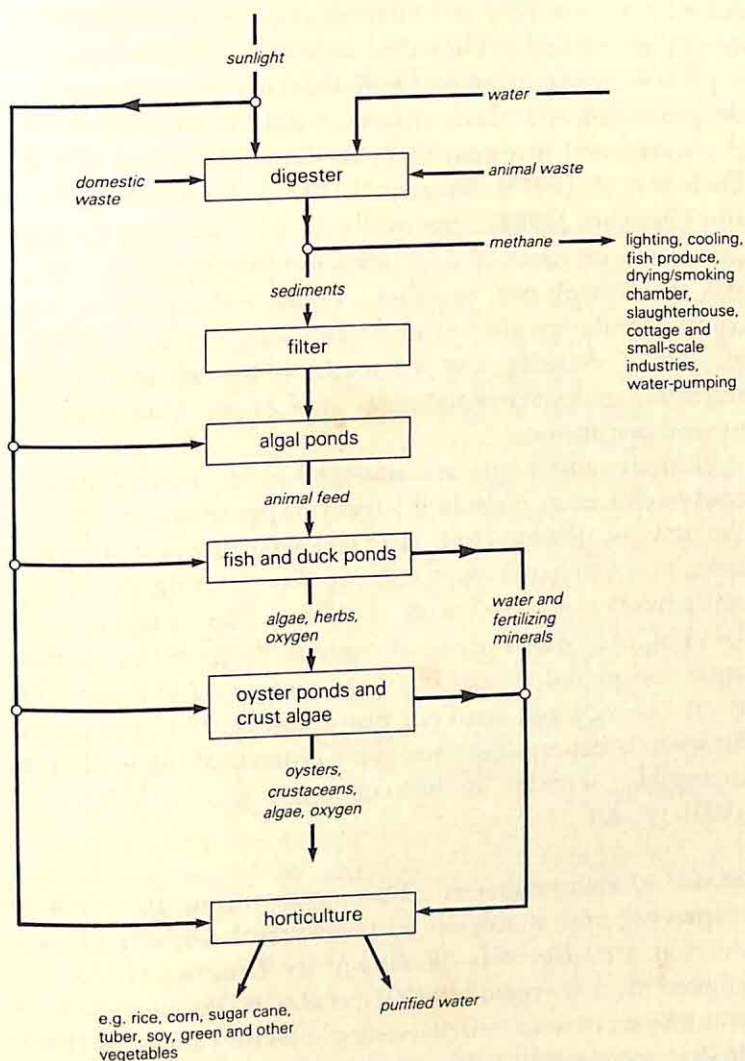 sunlight
water
domestic
waste
digester
animal waste
methane
lighting, cooling,
fish produce,
drying/smoking
chamber,
slaughterhouse,
cottage and
small-scale
industries,
water-pumping
sediments
filter
algal ponds
animal feed
fish and duck ponds
algae, herbs,
oxygen
water and
fertilizing
minerals
oyster ponds and
crust algae
oysters,
crustaceans,
algae, oxygen
horticulture
e.g. rice, corn, sugar cane,
tuber, soy, green and other
vegetables
purified water